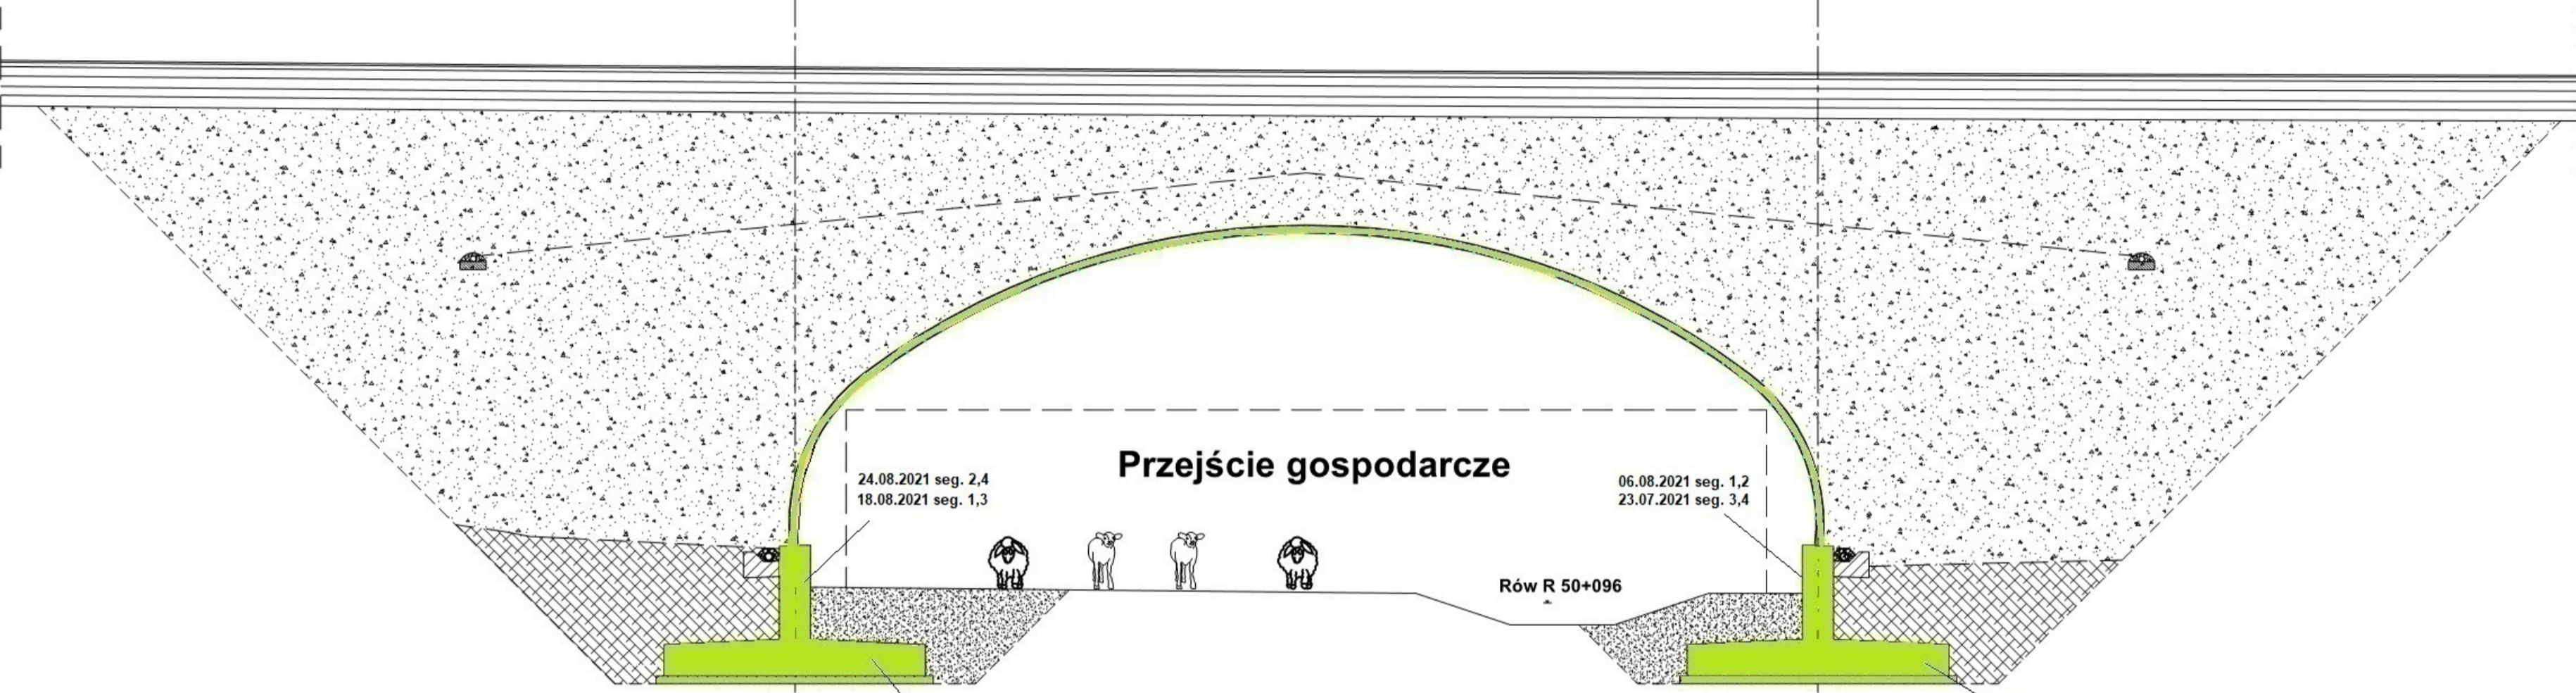 Przejście gospodarcze
24.08.2021 seg. 2,4
18.08.2021 seg. 1,3
06.08.2021 seg. 1,2
23.07.2021 seg. 3,4
Rów R 50+096